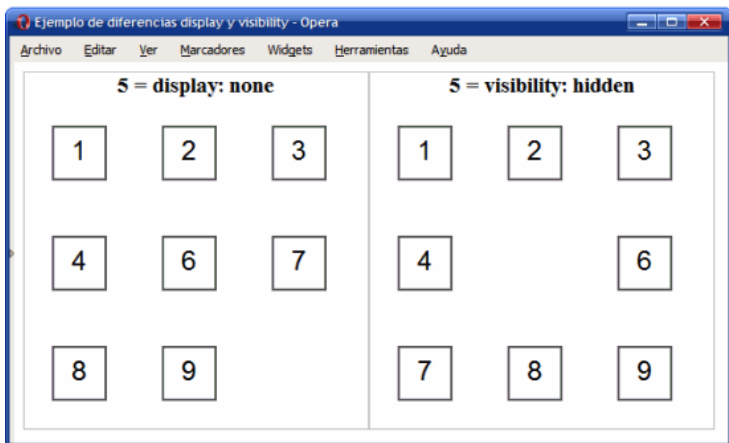 Ejemplo de diferencias display y visibility - Opera
Archivo Editar Ver Marcadores Widgets Herramientas Ayuda
5 = display: none
1 2 3
4 6 7
8 9
5 = visibility: hidden
1 2 3
4 6
7 8 9